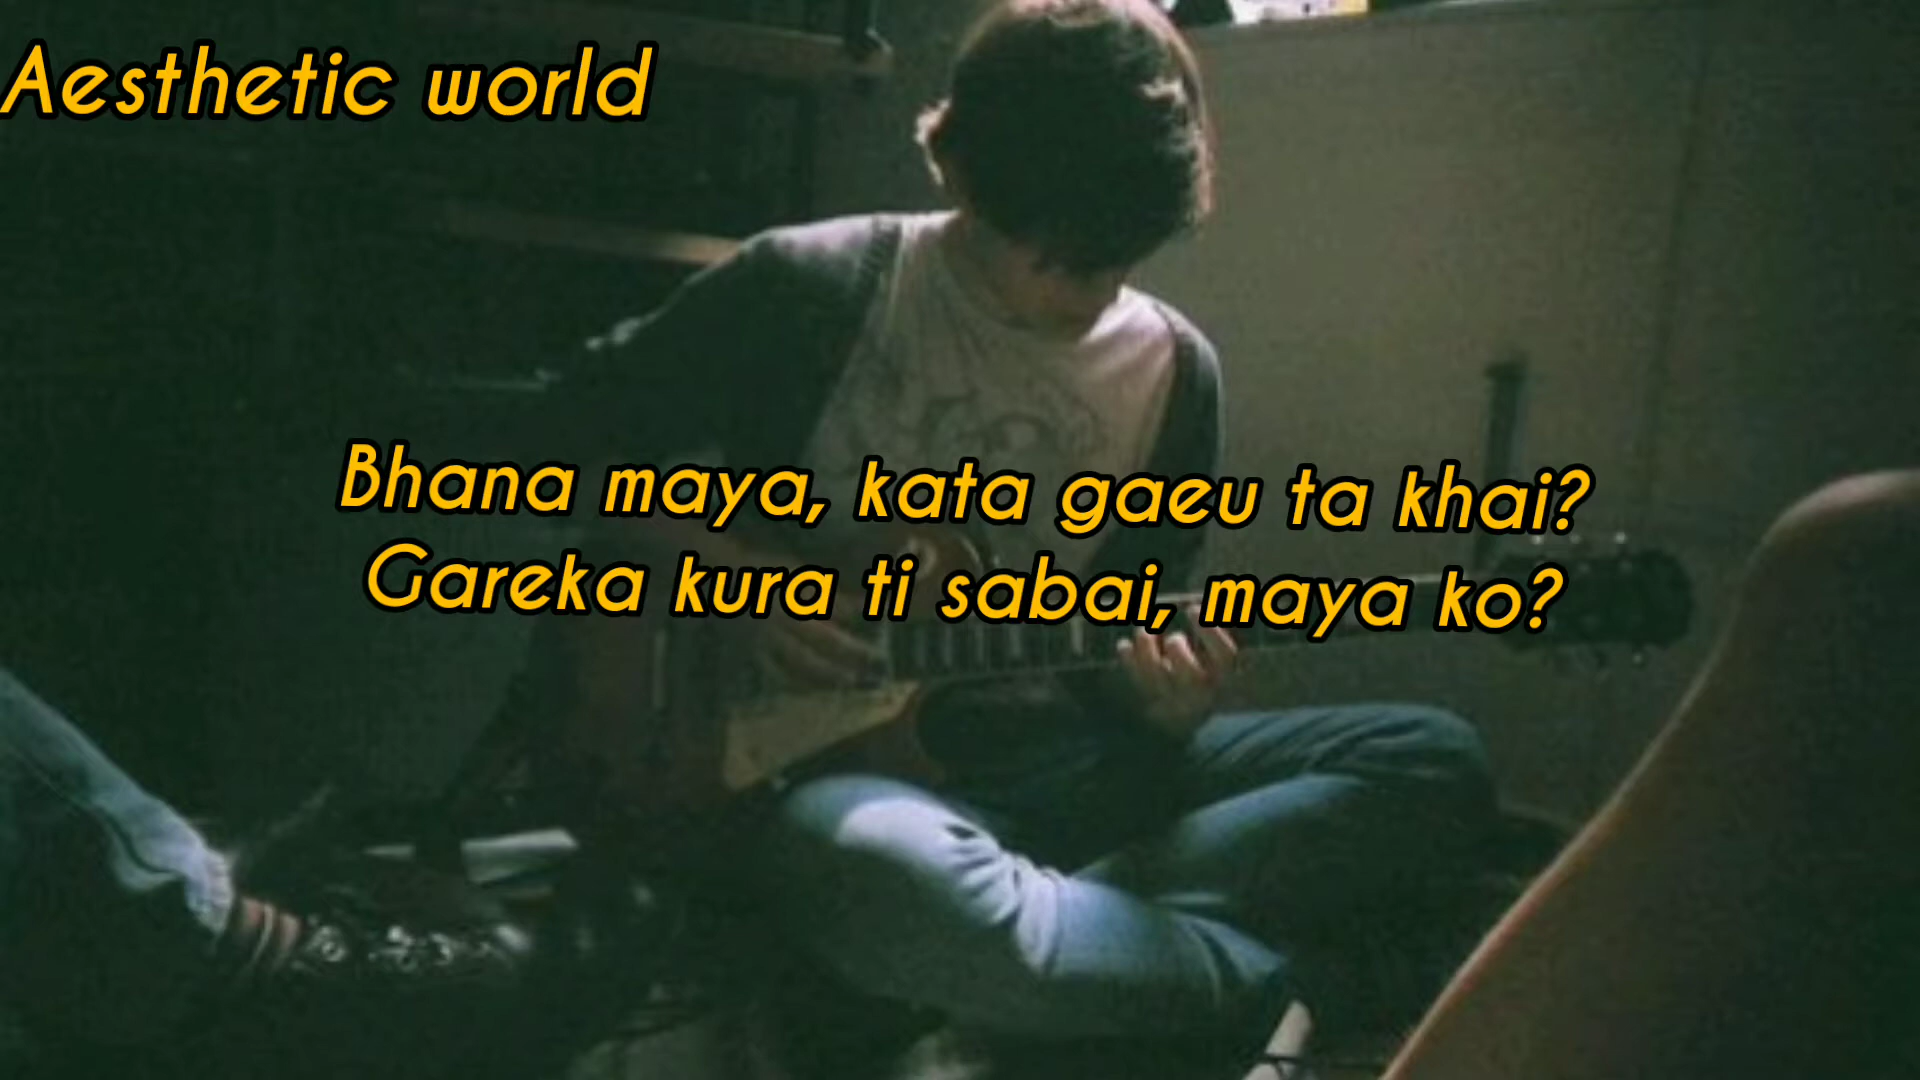 Aesthetic world
Bhana maya, kata gaeu ta khai?
Gareka kura ti sabai, maya ko?